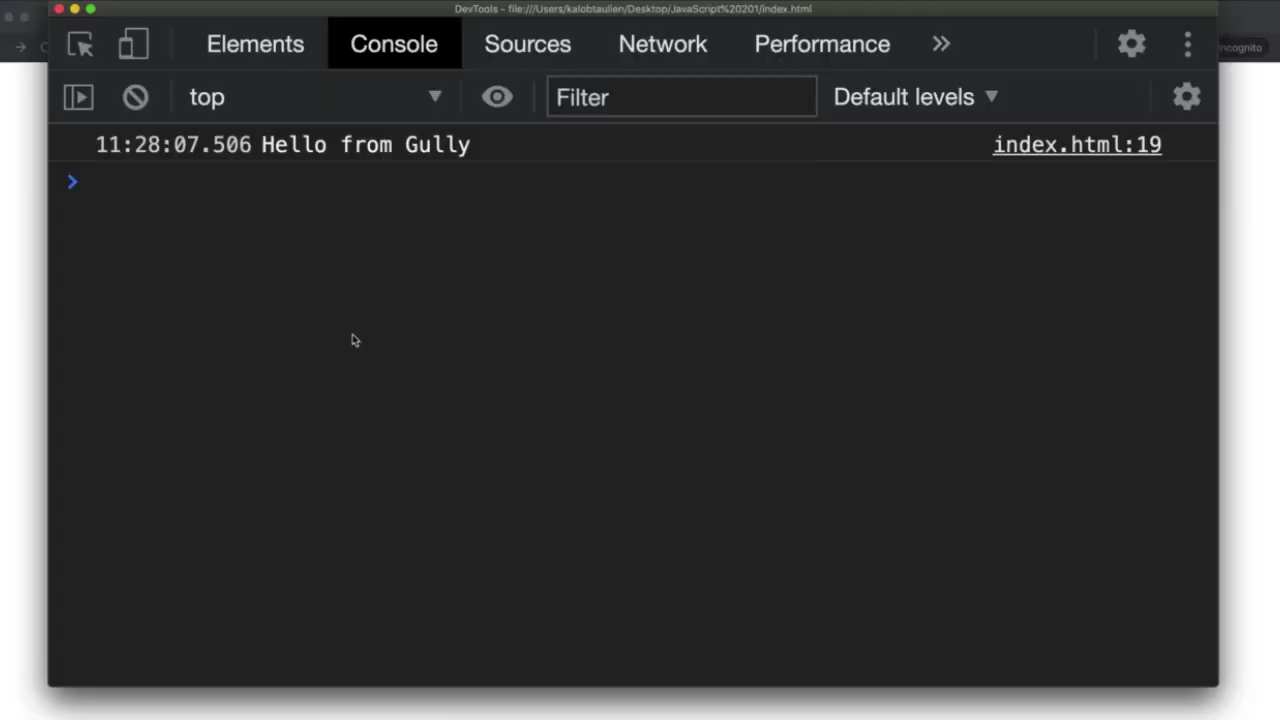 DevTools - file:///Users/kalobtaulien/Desktop/JavaScript%20201/index.html
Elements Console Sources Network Performance »
top Filter Default levels
11:28:07.506 Hello from Gully index.html:19